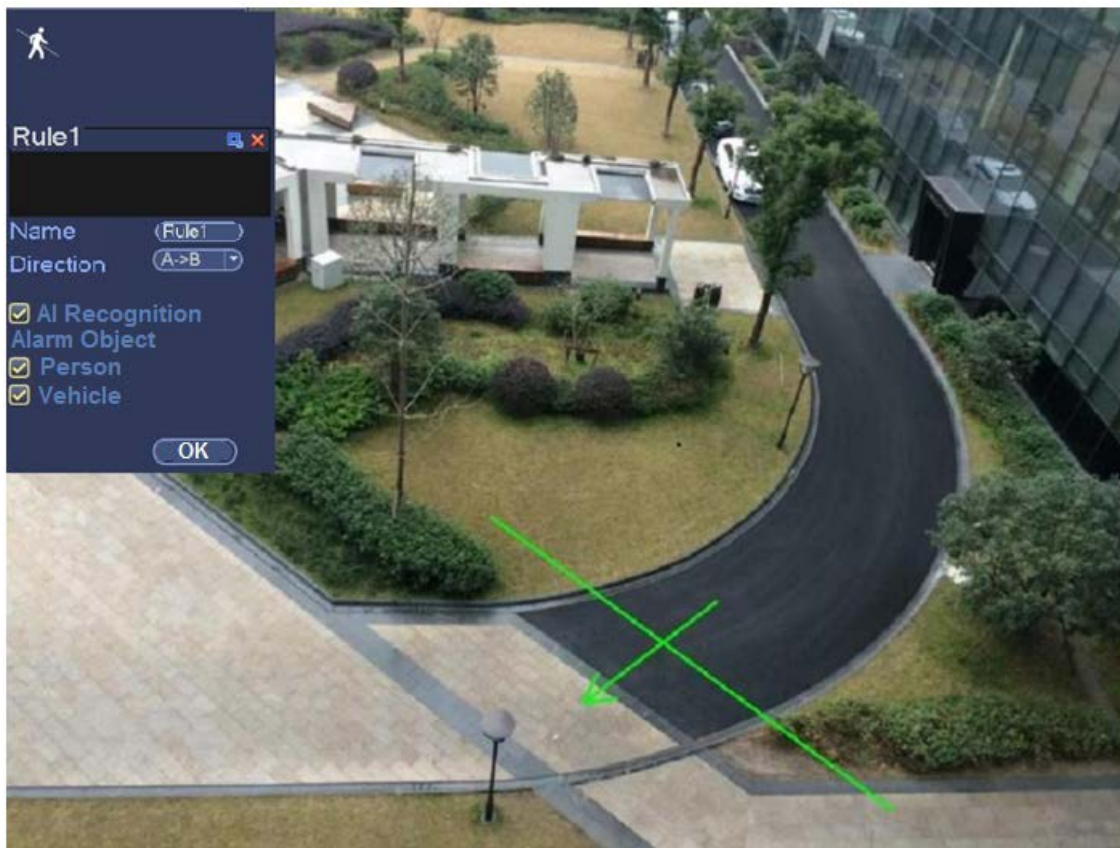 Rule1
Name Rule1
Direction A->B
AI Recognition
Alarm Object
Person
Vehicle
OK